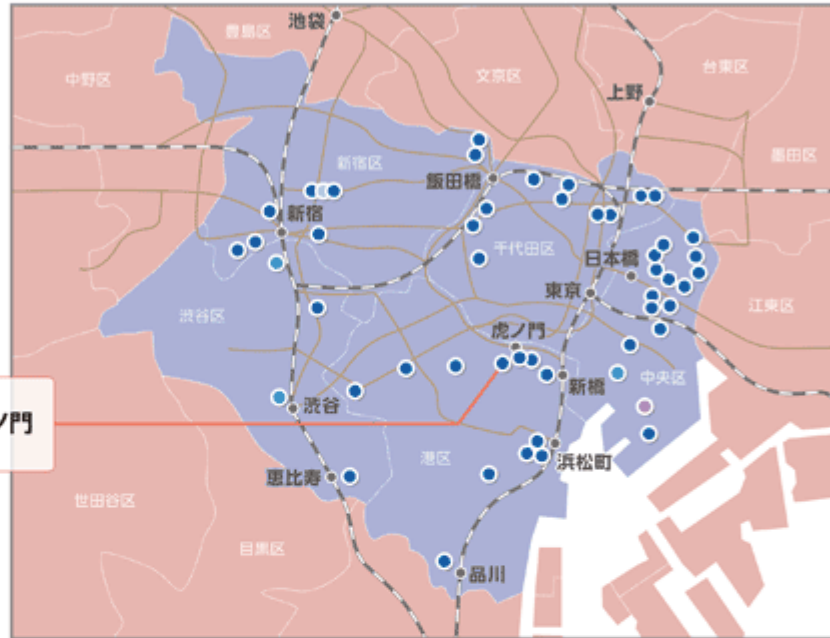 池袋
豊島区
中野区
文京区
台東区
上野
墨田区
新宿区
飯田橋
新宿
千代田区
日本橋
東京
江東区
渋谷区
虎ノ門
新橋
中央区
渋谷
ノ門
港区
浜松町
恵比寿
世田谷区
目黒区
品川